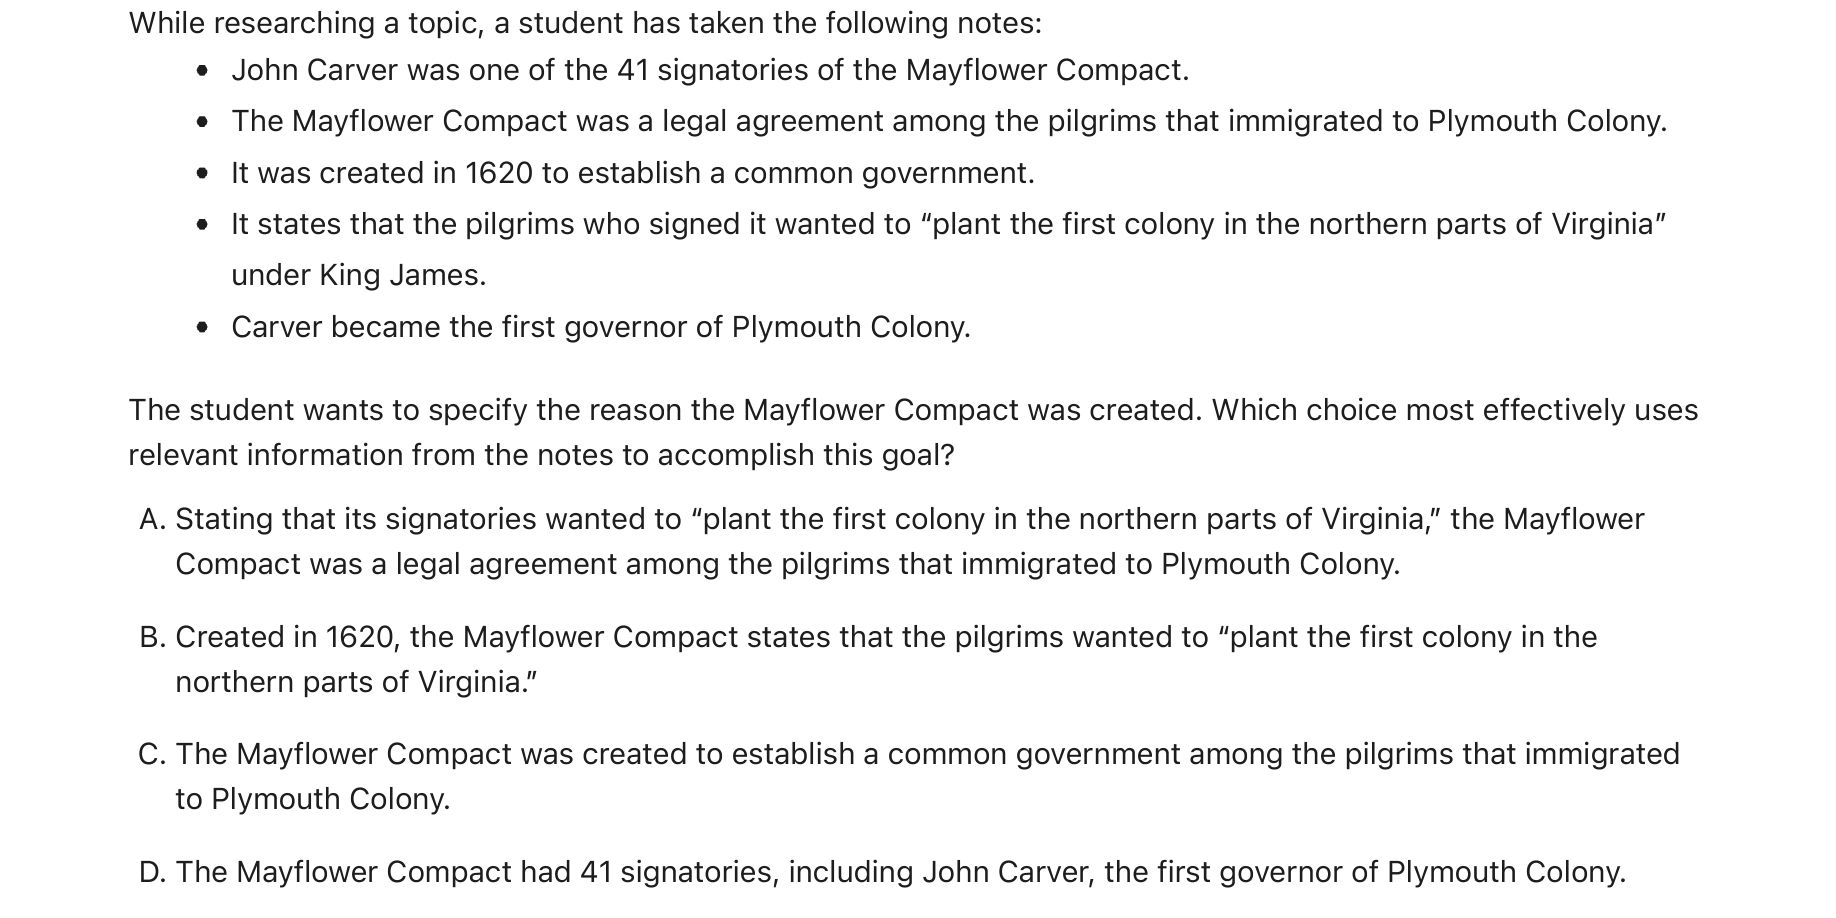 While researching a topic, a student has taken the following notes:
• John Carver was one of the 41 signatories of the Mayflower Compact.
• The Mayflower Compact was a legal agreement among the pilgrims that immigrated to Plymouth Colony.
• It was created in 1620 to establish a common government.
• It states that the pilgrims who signed it wanted to “plant the first colony in the northern parts of Virginia”
under King James.
• Carver became the first governor of Plymouth Colony.
The student wants to specify the reason the Mayflower Compact was created. Which choice most effectively uses
relevant information from the notes to accomplish this goal?
A. Stating that its signatories wanted to “plant the first colony in the northern parts of Virginia,” the Mayflower
Compact was a legal agreement among the pilgrims that immigrated to Plymouth Colony.
B. Created in 1620, the Mayflower Compact states that the pilgrims wanted to “plant the first colony in the
northern parts of Virginia.”
C. The Mayflower Compact was created to establish a common government among the pilgrims that immigrated
to Plymouth Colony.
D. The Mayflower Compact had 41 signatories, including John Carver, the first governor of Plymouth Colony.